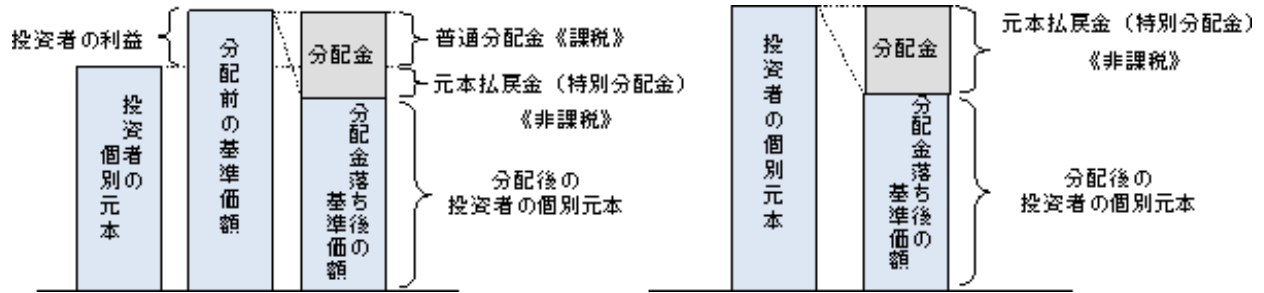 投資者の利益
投資者の
個別元本
分配前の基準価額
分配金
分配金落ち後の
基準価額
普通分配金《課税》
元本払戻金（特別分配金）
《非課税》
分配後の
投資者の個別元本
投資者の個別元本
分配金
分配金落ち後の
基準価額
元本払戻金（特別分配金）
《非課税》
分配後の
投資者の個別元本